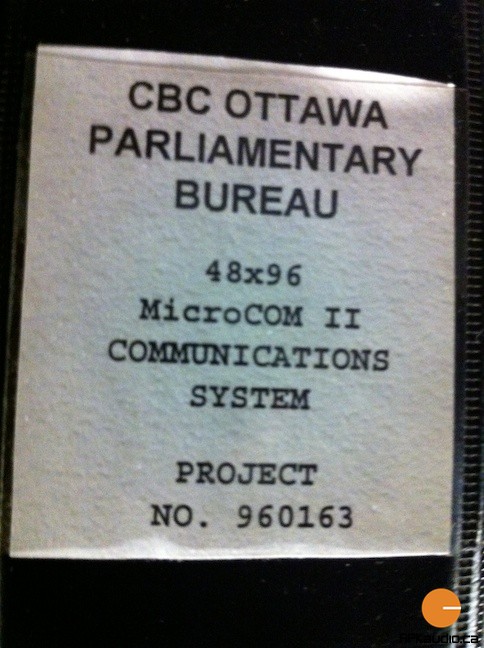 CBC OTTAWA
PARLIAMENTARY
BUREAU
48x96
MicroCOM II
COMMUNICATIONS
SYSTEM
PROJECT
NO. 960163